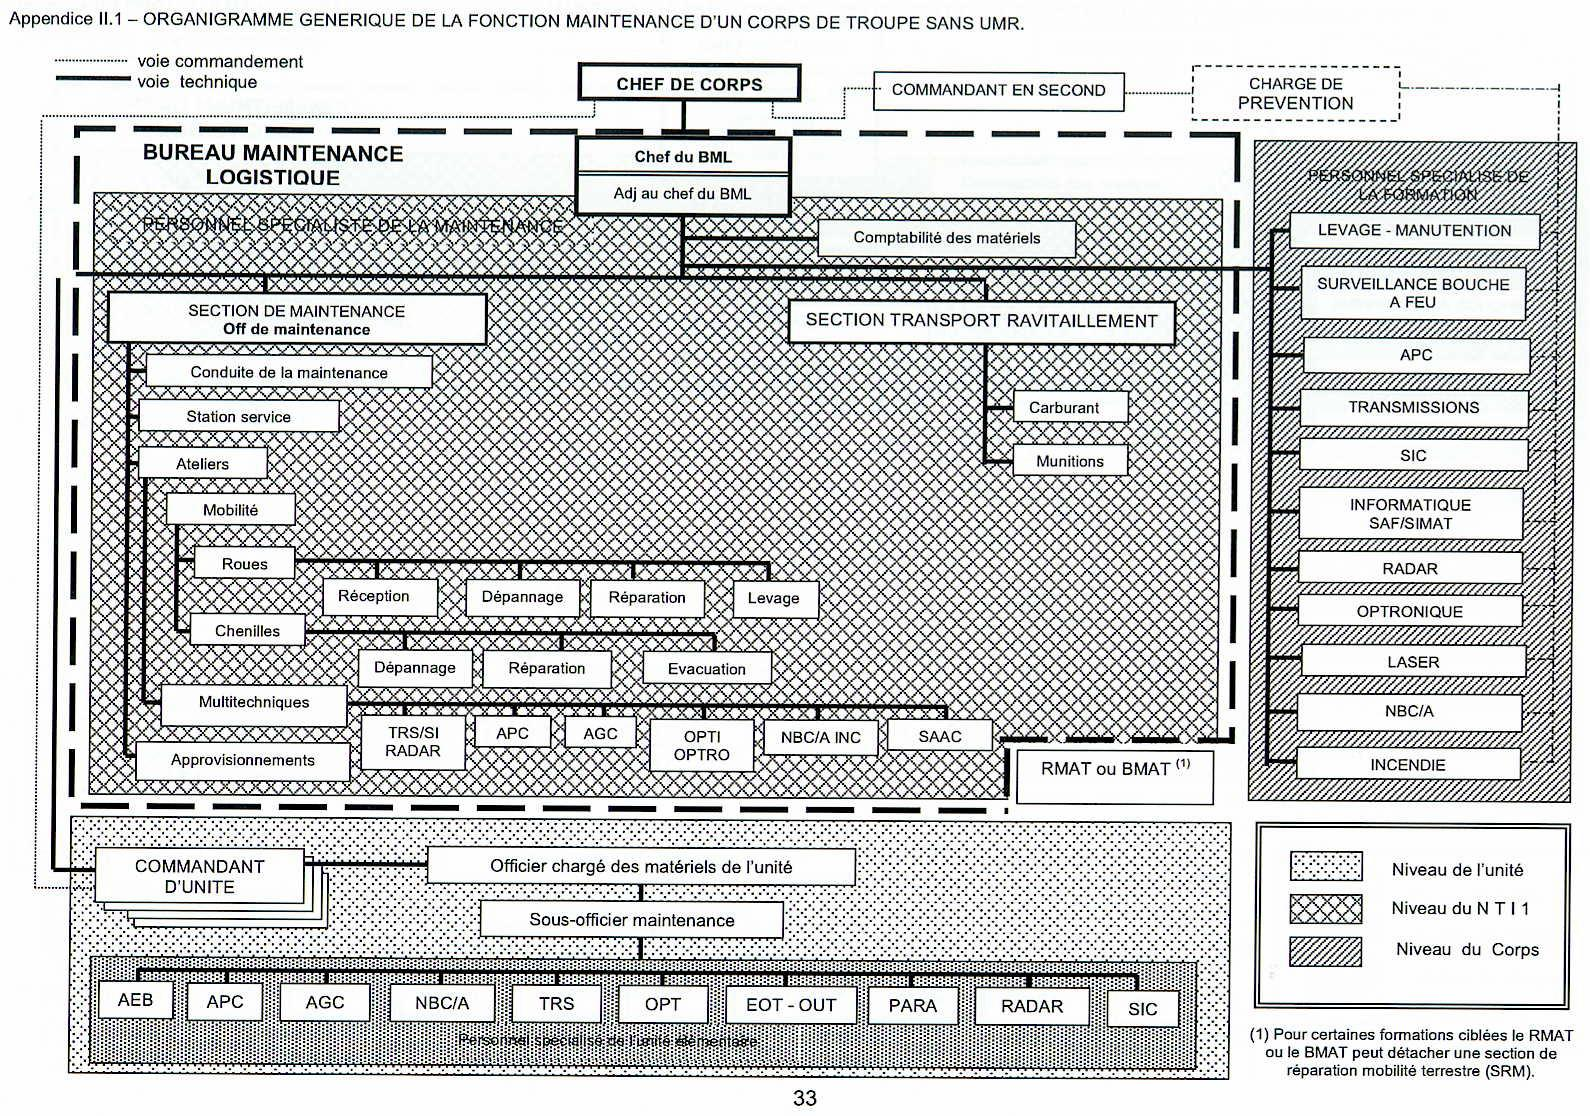 Appendice II.1 – ORGANIGRAMME GENERIQUE DE LA FONCTION MAINTENANCE D'UN CORPS DE TROUPE SANS UMR.
voie commandement
voie technique
CHEF DE CORPS
COMMANDANT EN SECOND
CHARGE DE
PREVENTION
BUREAU MAINTENANCE
LOGISTIQUE
Chef du BML
Adj au chef du BML
PERSONNEL SPECIALISTE DE LA MAINTENANCE
Comptabilité des matériels
SECTION DE MAINTENANCE
Off de maintenance
SECTION TRANSPORT RAVITAILLEMENT
Conduite de la maintenance
Station service
Ateliers
Carburant
Munitions
Mobilité
Roues
Réception
Dépannage
Réparation
Levage
Chenilles
Dépannage
Réparation
Evacuation
Multitechniques
TRS/SI
RADAR
APC
AGC
OPTI
OPTRO
NBC/A INC
SAAC
Approvisionnements
RMAT ou BMAT (1)
PERSONNEL SPECIALISE DE
LA FORMATION
LEVAGE - MANUTENTION
SURVEILLANCE BOUCHE
A FEU
APC
TRANSMISSIONS
SIC
INFORMATIQUE
SAF/SIMAT
RADAR
OPTRONIQUE
LASER
NBC/A
INCENDIE
COMMANDANT
D'UNITE
Officier chargé des matériels de l'unité
Sous-officier maintenance
AEB
APC
AGC
NBC/A
TRS
OPT
EOT - OUT
PARA
RADAR
SIC
Personnel spécialisé de l'unité élémentaire
Niveau de l'unité
Niveau du N T I 1
Niveau du Corps
(1) Pour certaines formations ciblées le RMAT
ou le BMAT peut détacher une section de
réparation mobilité terrestre (SRM).
33